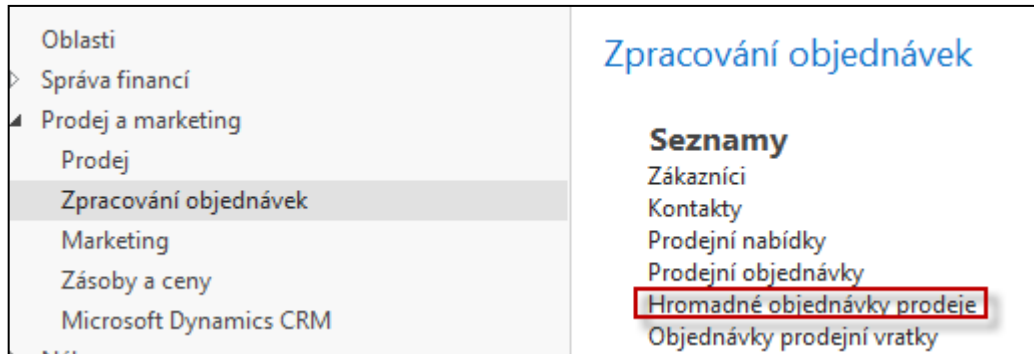 Oblasti
Správa financí
Prodej a marketing
Prodej
Zpracování objednávek
Marketing
Zásoby a ceny
Microsoft Dynamics CRM
Zpracování objednávek
Seznamy
Zákazníci
Kontakty
Prodejní nabídky
Prodejní objednávky
Hromadné objednávky prodeje
Objednávky prodejní vratky